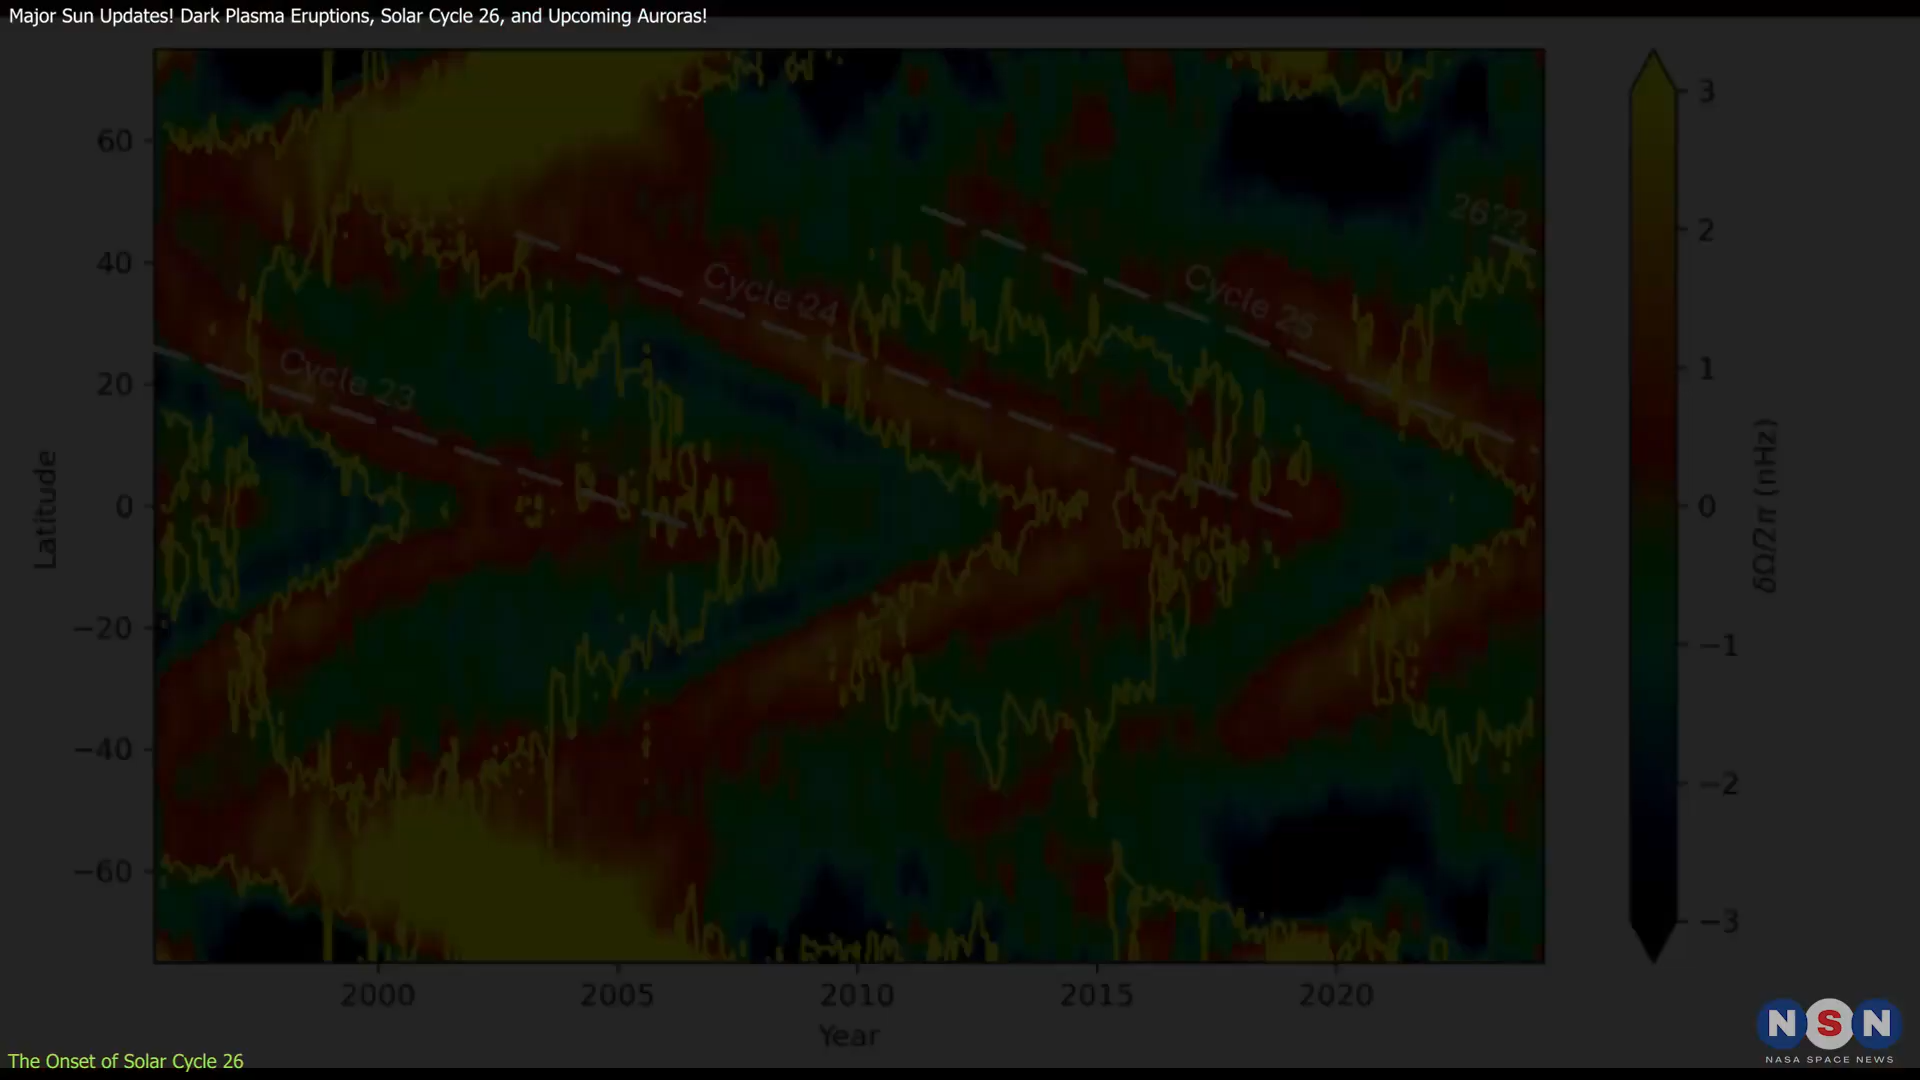 Major Sun Updates! Dark Plasma Eruptions, Solar Cycle 26, and Upcoming Auroras!
60
40
20
0
−20
−40
−60
Latitude
Cycle 23
Cycle 24
Cycle 25
26??
2000
2005
2010
2015
2020
Year
3
2
1
0
−1
−2
−3
δΩ/2π (nHz)
NSN
NASA SPACE NEWS
The Onset of Solar Cycle 26